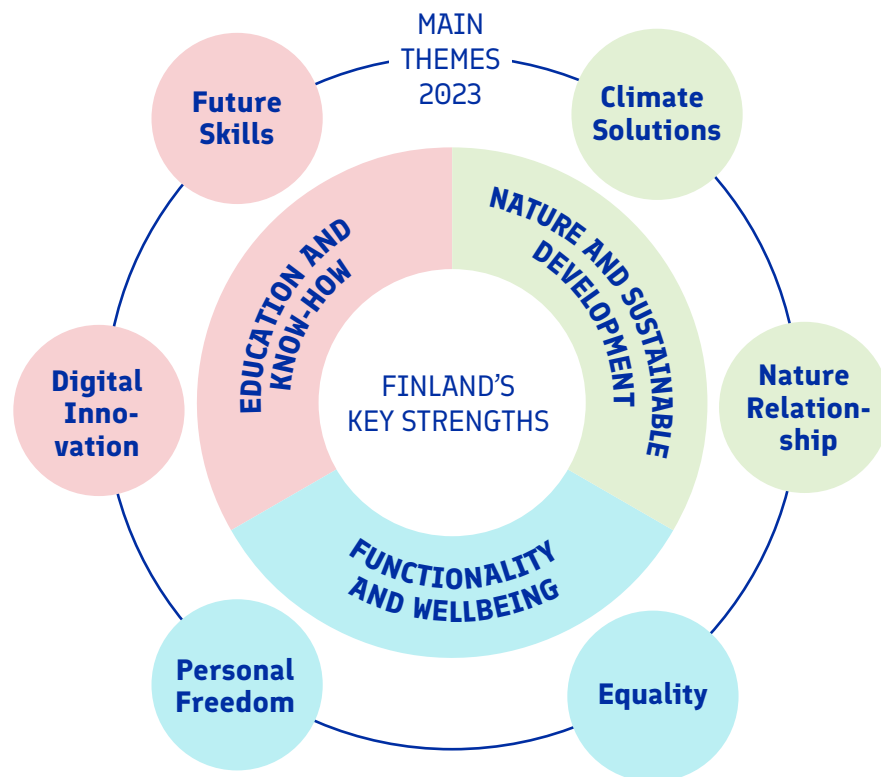 MAIN
THEMES
2023
Future
Skills
Climate
Solutions
EDUCATION AND
KNOW-HOW
NATURE AND SUSTAINABLE
DEVELOPMENT
Digital
Inno-
vation
FINLAND'S
KEY STRENGTHS
Nature
Relation-
ship
FUNCTIONALITY
AND WELLBEING
Personal
Freedom
Equality